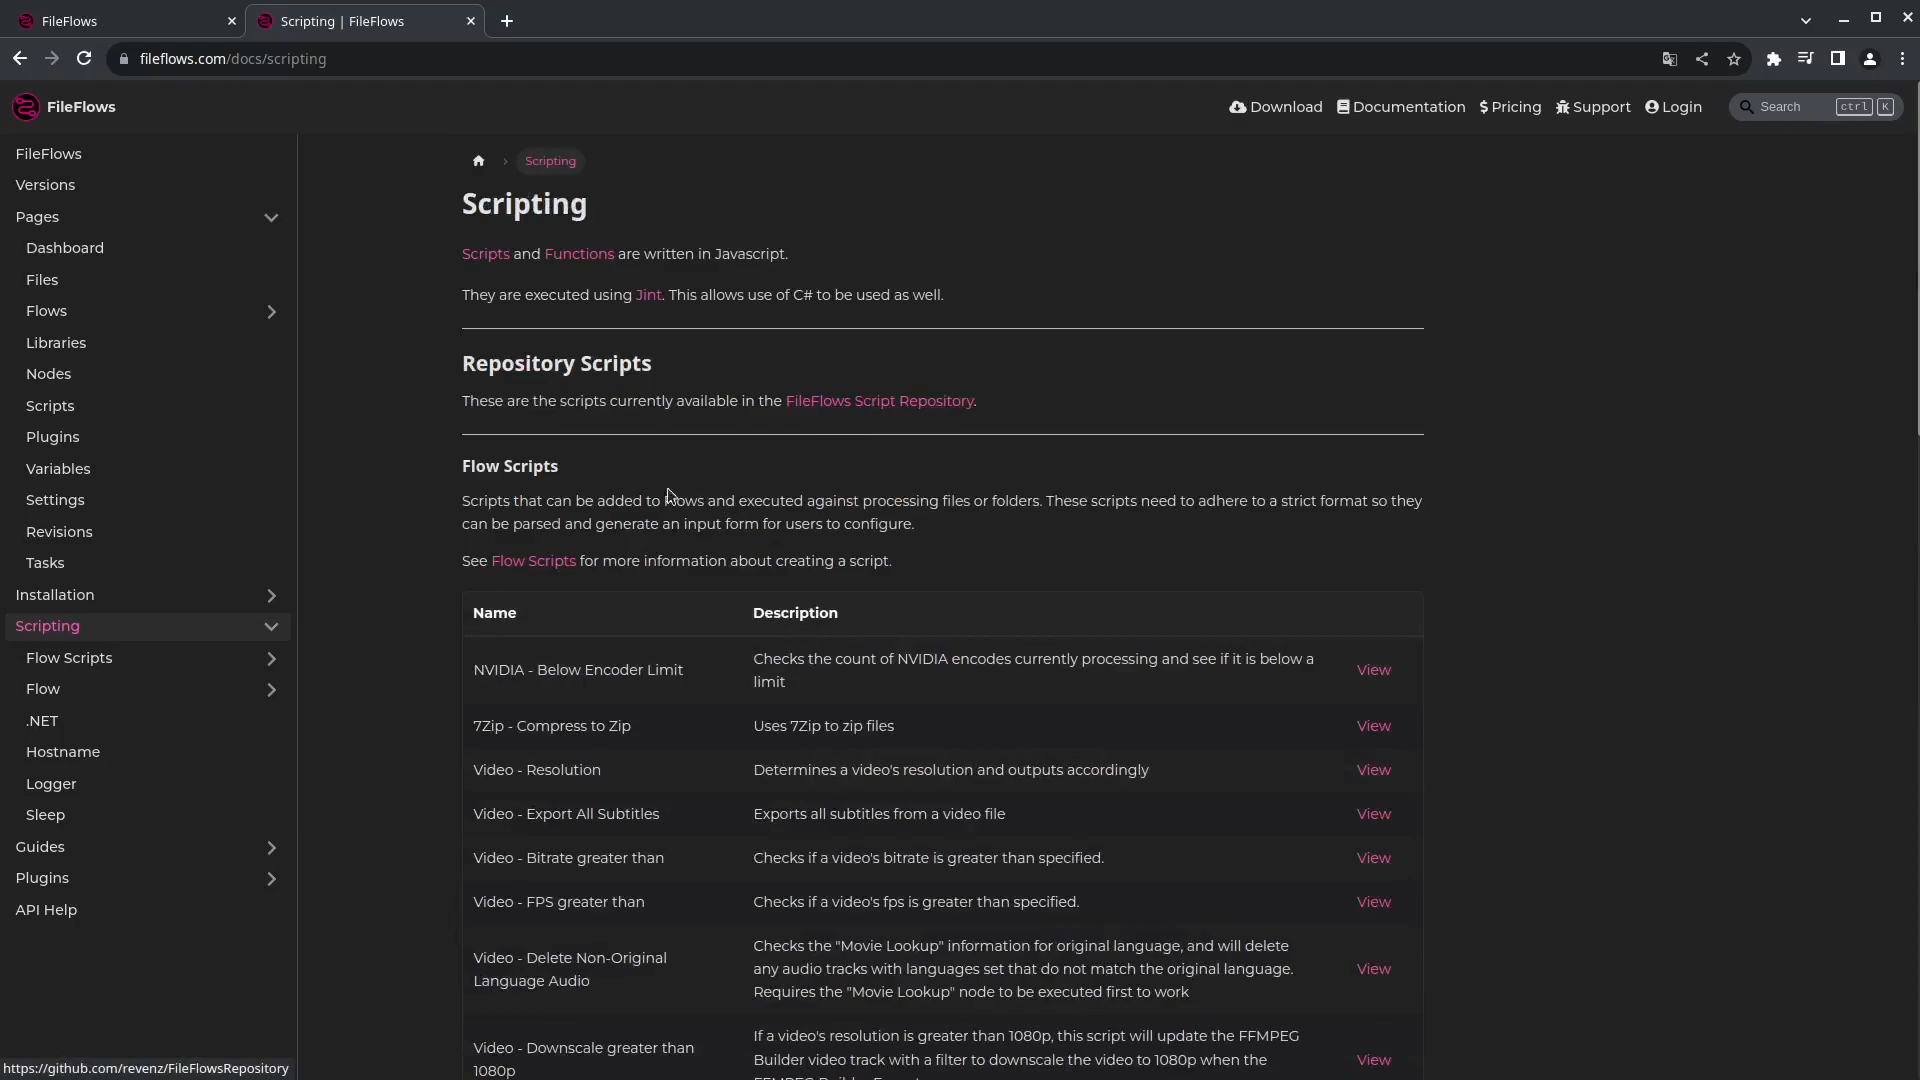 FileFlows
Scripting | FileFlows
fileflows.com/docs/scripting
FileFlows
Download
Documentation
Pricing
Support
Login
Search
ctrl
K
FileFlows
Versions
Pages
Dashboard
Files
Flows
Libraries
Nodes
Scripts
Plugins
Variables
Settings
Revisions
Tasks
Installation
Scripting
Flow Scripts
Flow
.NET
Hostname
Logger
Sleep
Guides
Plugins
API Help
https://github.com/revenz/FileFlowsRepository
Scripting
Scripting
Scripts and Functions are written in Javascript.
They are executed using Jint. This allows use of C# to be used as well.
Repository Scripts
These are the scripts currently available in the FileFlows Script Repository.
Flow Scripts
Scripts that can be added to Flows and executed against processing files or folders. These scripts need to adhere to a strict format so they
can be parsed and generate an input form for users to configure.
See Flow Scripts for more information about creating a script.
Name Description
NVIDIA - Below Encoder Limit
Checks the count of NVIDIA encodes currently processing and see if it is below a
limit
View
7Zip - Compress to Zip Uses 7Zip to zip files View
Video - Resolution Determines a video's resolution and outputs accordingly View
Video - Export All Subtitles Exports all subtitles from a video file View
Video - Bitrate greater than Checks if a video's bitrate is greater than specified. View
Video - FPS greater than Checks if a video's fps is greater than specified. View
Video - Delete Non-Original
Language Audio
Checks the "Movie Lookup" information for original language, and will delete
any audio tracks with languages set that do not match the original language.
Requires the "Movie Lookup" node to be executed first to work
View
Video - Downscale greater than
1080p
If a video's resolution is greater than 1080p, this script will update the FFMPEG
Builder video track with a filter to downscale the video to 1080p when the
View